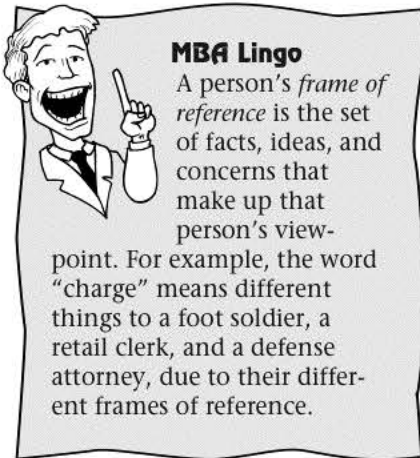 MBA Lingo
A person's frame of
reference is the set
of facts, ideas, and
concerns that
make up that
person's view-
point. For example, the word
"charge" means different
things to a foot soldier, a
retail clerk, and a defense
attorney, due to their differ-
ent frames of reference.